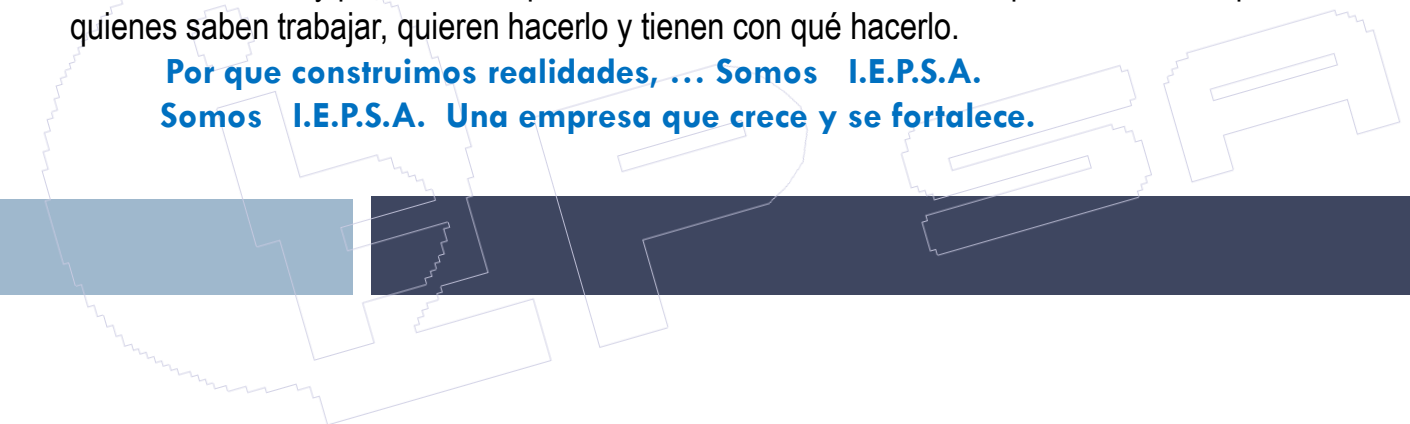 quienes saben trabajar, quieren hacerlo y tienen con qué hacerlo.
Por que construimos realidades, … Somos I.E.P.S.A.
Somos I.E.P.S.A. Una empresa que crece y se fortalece.